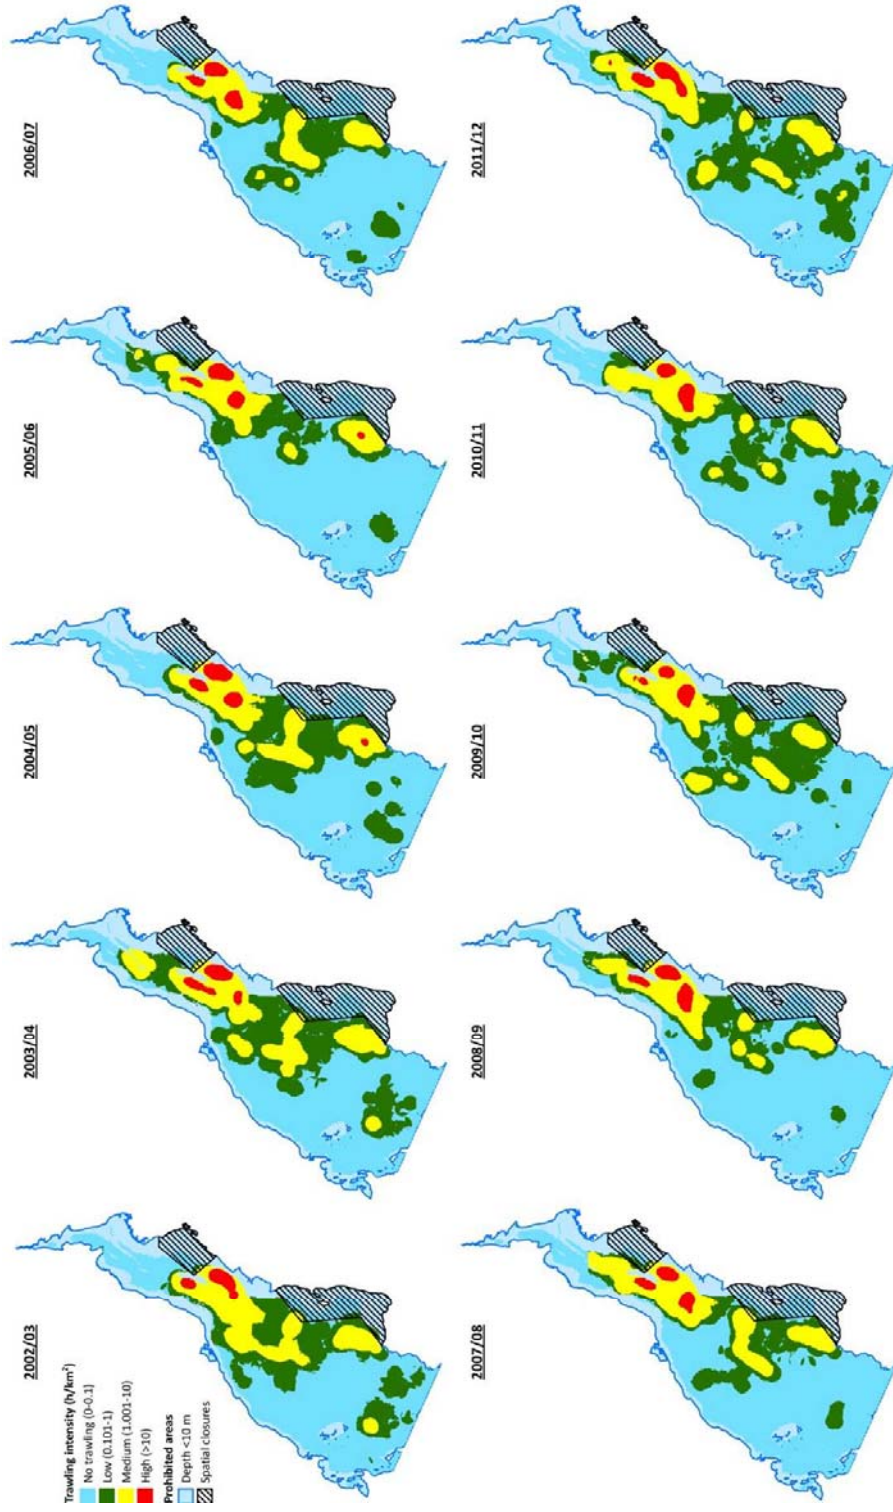 2002/03
2003/04
2004/05
2005/06
2006/07
Trawling intensity (h/km²)
No trawling (0-0.1)
Low (0.101-1)
Medium (1.001-10)
High (>10)
Prohibited areas
Depth <10 m
Spatial closures
2007/08
2008/09
2009/10
2010/11
2011/12